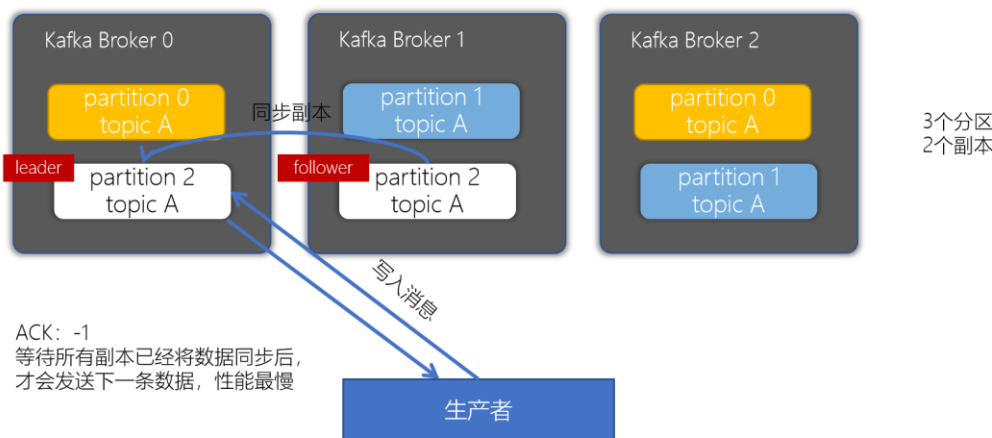 Kafka Broker 0
partition 0
topic A
leader
partition 2
topic A
同步副本
Kafka Broker 1
partition 1
topic A
follower
partition 2
topic A
Kafka Broker 2
partition 0
topic A
partition 1
topic A
3个分区
2个副本
写入消息
ACK：-1
等待所有副本已经将数据同步后，
才会发送下一条数据，性能最慢
生产者